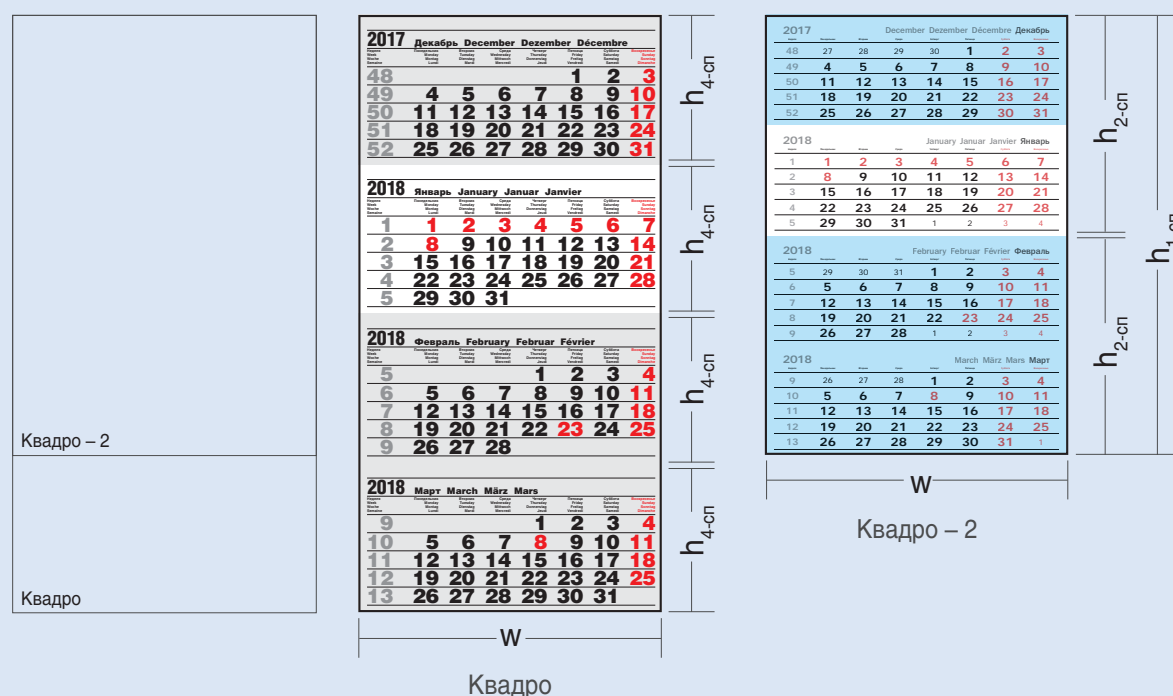 Квадро – 2
Квадро
2017 Декабрь December Dezember Décembre
48 1 2 3
49 4 5 6 7 8 9 10
50 11 12 13 14 15 16 17
51 18 19 20 21 22 23 24
52 25 26 27 28 29 30 31
2018 Январь January Januar Janvier
1 1 2 3 4 5 6 7
2 8 9 10 11 12 13 14
3 15 16 17 18 19 20 21
4 22 23 24 25 26 27 28
5 29 30 31
2018 Февраль February Februar Février
5 1 2 3 4
6 5 6 7 8 9 10 11
7 12 13 14 15 16 17 18
8 19 20 21 22 23 24 25
9 26 27 28
2018 Март March März Mars
9 1 2 3 4
10 5 6 7 8 9 10 11
11 12 13 14 15 16 17 18
12 19 20 21 22 23 24 25
13 26 27 28 29 30 31
h4-сп
h4-сп
h4-сп
h4-сп
w
Квадро
2017 December Dezember Décembre Декабрь
48 27 28 29 30 1 2 3
49 4 5 6 7 8 9 10
50 11 12 13 14 15 16 17
51 18 19 20 21 22 23 24
52 25 26 27 28 29 30 31
2018 January Januar Janvier Январь
1 1 2 3 4 5 6 7
2 8 9 10 11 12 13 14
3 15 16 17 18 19 20 21
4 22 23 24 25 26 27 28
5 29 30 31 1 2 3 4
2018 February Februar Février Февраль
5 29 30 31 1 2 3 4
6 5 6 7 8 9 10 11
7 12 13 14 15 16 17 18
8 19 20 21 22 23 24 25
9 26 27 28 1 2 3 4
2018 March März Mars Март
9 26 27 28 1 2 3 4
10 5 6 7 8 9 10 11
11 12 13 14 15 16 17 18
12 19 20 21 22 23 24 25
13 26 27 28 29 30 31 1
h2-сп
h2-сп
h1-сп
w
Квадро – 2